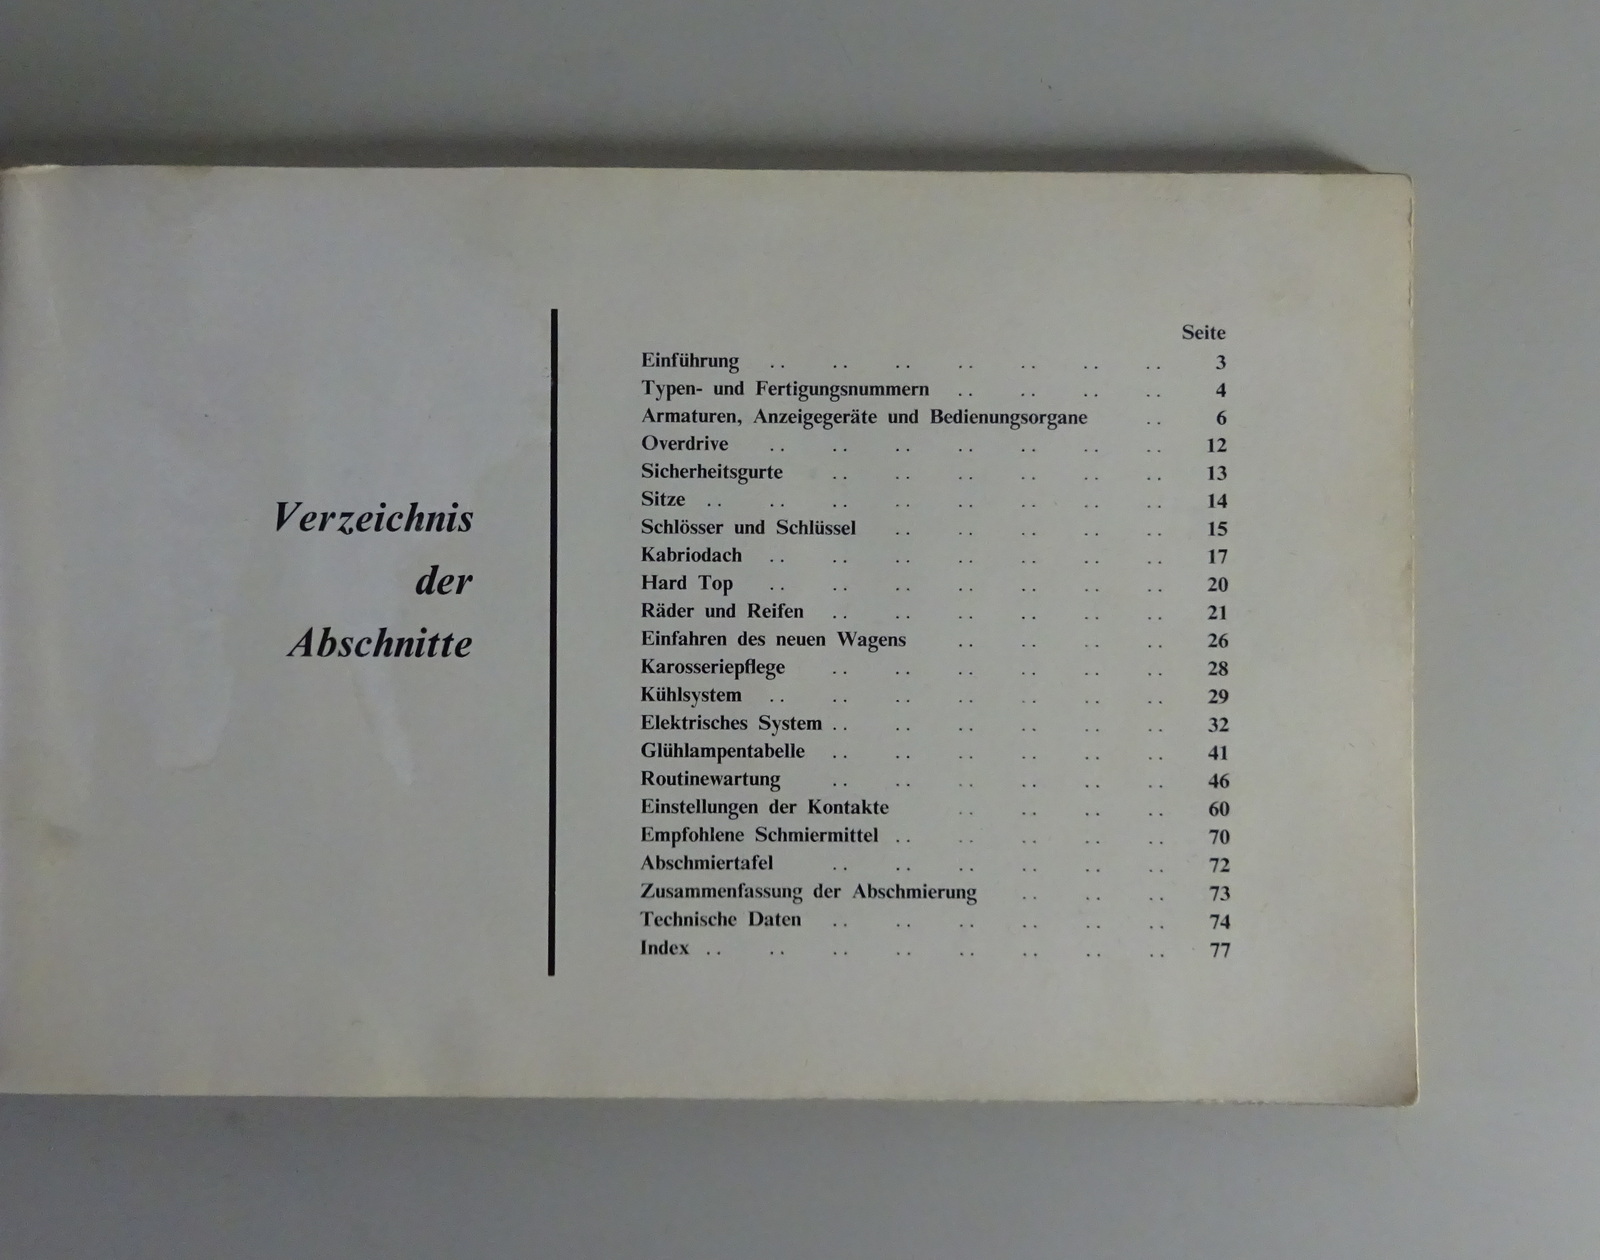 Verzeichnis
der
Abschnitte
Seite
Einführung .. .. .. .. .. .. .. 3
Typen- und Fertigungsnummern .. .. .. .. 4
Armaturen, Anzeigegeräte und Bedienungsorgane .. 6
Overdrive .. .. .. .. .. .. .. 12
Sicherheitsgurte .. .. .. .. .. .. 13
Sitze .. .. .. .. .. .. .. .. 14
Schlösser und Schlüssel .. .. .. .. .. 15
Kabriodach .. .. .. .. .. .. .. 17
Hard Top .. .. .. .. .. .. .. 20
Räder und Reifen .. .. .. .. .. .. 21
Einfahren des neuen Wagens .. .. .. .. 26
Karosseriepflege .. .. .. .. .. .. 28
Kühlsystem .. .. .. .. .. .. .. 29
Elektrisches System .. .. .. .. .. .. 32
Glühlampentabelle .. .. .. .. .. .. 41
Routinewartung .. .. .. .. .. .. 46
Einstellungen der Kontakte .. .. .. .. 60
Empfohlene Schmiermittel .. .. .. .. .. 70
Abschmiertafel .. .. .. .. .. .. 72
Zusammenfassung der Abschmierung .. .. .. 73
Technische Daten .. .. .. .. .. .. 74
Index .. .. .. .. .. .. .. .. 77